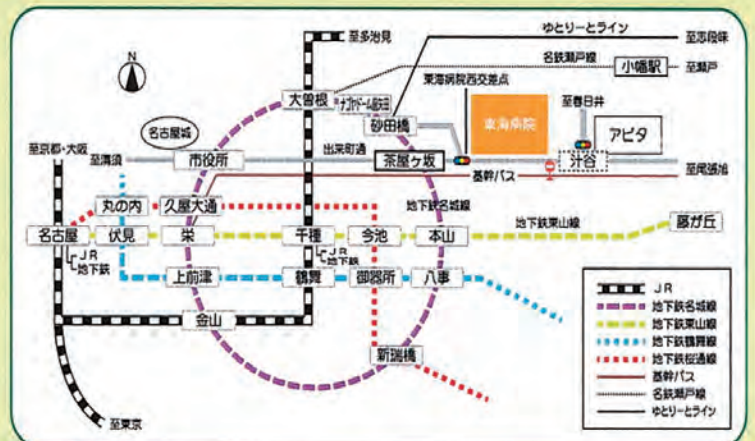 ゆとりーとライン
至志段味
至多治見
名鉄瀬戸線
小幡駅
至瀬戸
N
東海病院西交差点
大曽根
ナゴヤドーム前矢田
砂田橋
東海病院
至春日井
アピタ
名古屋城
至京都・大阪
至清須
市役所
出来町通
茶屋ヶ坂
汁谷
至尾張旭
基幹バス
丸の内
久屋大通
地下鉄名城線
地下鉄東山線
藤が丘
名古屋
伏見
栄
千種
今池
本山
JR
地下鉄
JR
地下鉄
上前津
鶴舞
御器所
八事
金山
新瑞橋
至東京
JR
地下鉄名城線
地下鉄東山線
地下鉄鶴舞線
地下鉄桜通線
基幹バス
名鉄瀬戸線
ゆとりーとライン